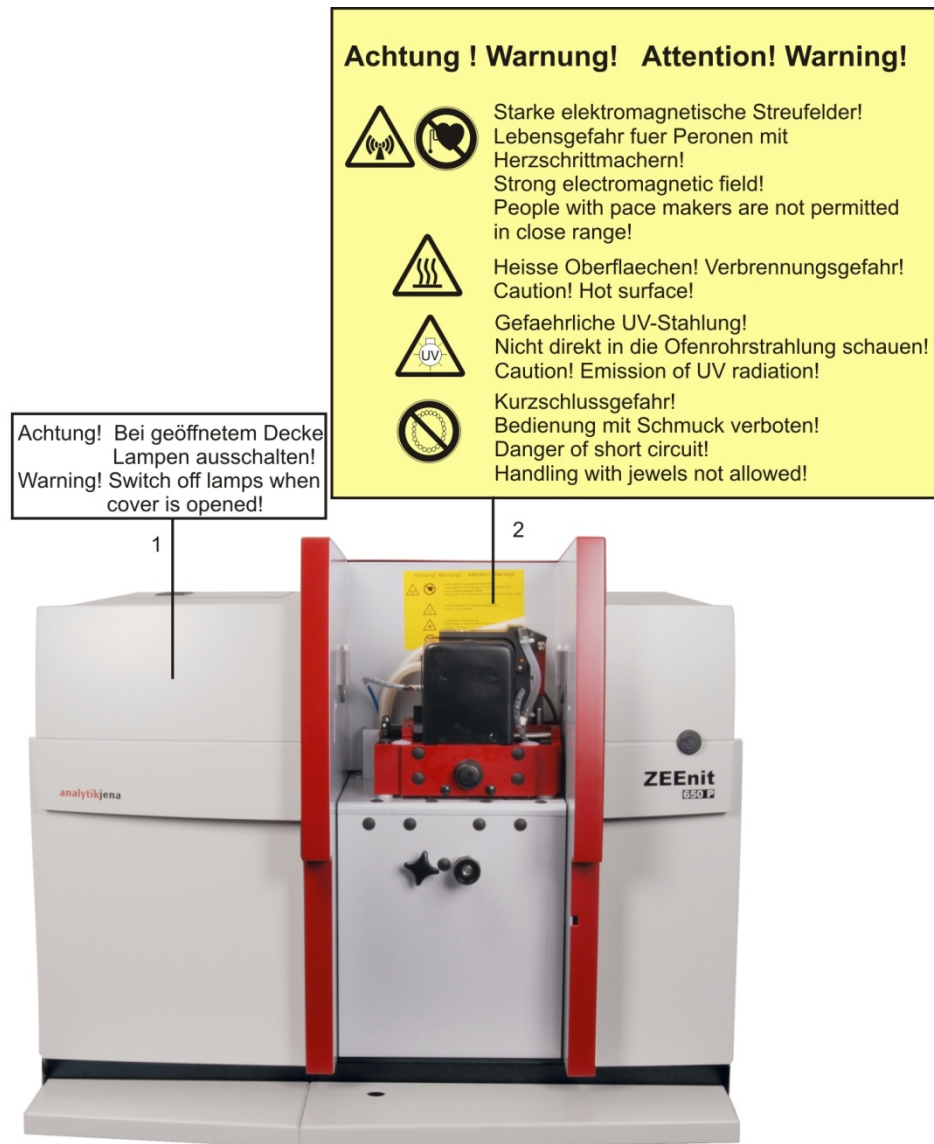 Achtung ! Warnung! Attention! Warning!
Starke elektromagnetische Streufelder!
Lebensgefahr fuer Peronen mit
Herzschrittmachern!
Strong electromagnetic field!
People with pace makers are not permitted
in close range!
Heisse Oberflaechen! Verbrennungsgefahr!
Caution! Hot surface!
UV
Gefaehrliche UV-Stahlung!
Nicht direkt in die Ofenrohrstrahlung schauen!
Caution! Emission of UV radiation!
Kurzschlussgefahr!
Bedienung mit Schmuck verboten!
Danger of short circuit!
Handling with jewels not allowed!
Achtung! Bei geöffnetem Decke
Lampen ausschalten!
Warning! Switch off lamps when
cover is opened!
1
2
Achtung! Warnung! Attention! Warning!
analytikjena
ZEEnit
650 P